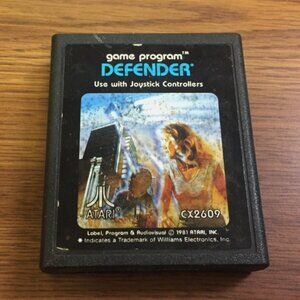 game program™
DEFENDER*
Use with Joystick Controllers
ATARI
CX2609
Label, Program & Audiovisual © 1981 ATARI, INC.
* Indicates a Trademark of Williams Electronics, Inc.